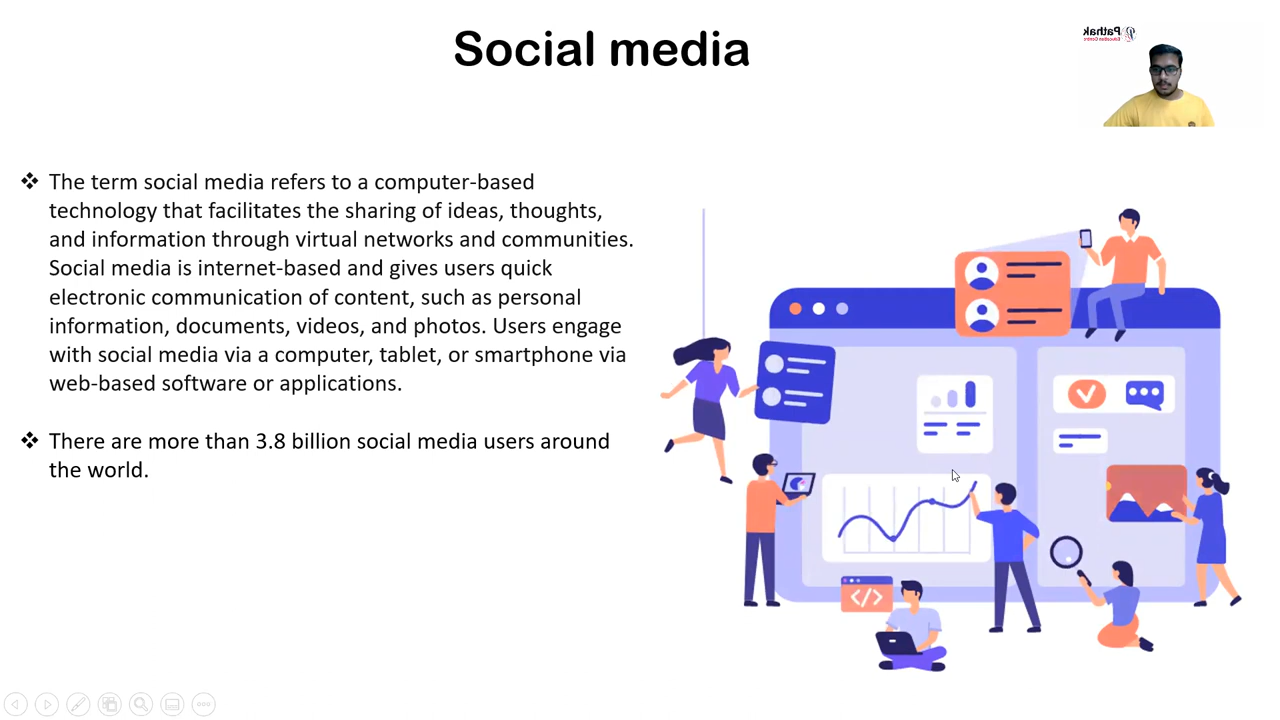 Social media
Pathak
Education Centre
❖ The term social media refers to a computer-based
technology that facilitates the sharing of ideas, thoughts,
and information through virtual networks and communities.
Social media is internet-based and gives users quick
electronic communication of content, such as personal
information, documents, videos, and photos. Users engage
with social media via a computer, tablet, or smartphone via
web-based software or applications.
❖ There are more than 3.8 billion social media users around
the world.
</>